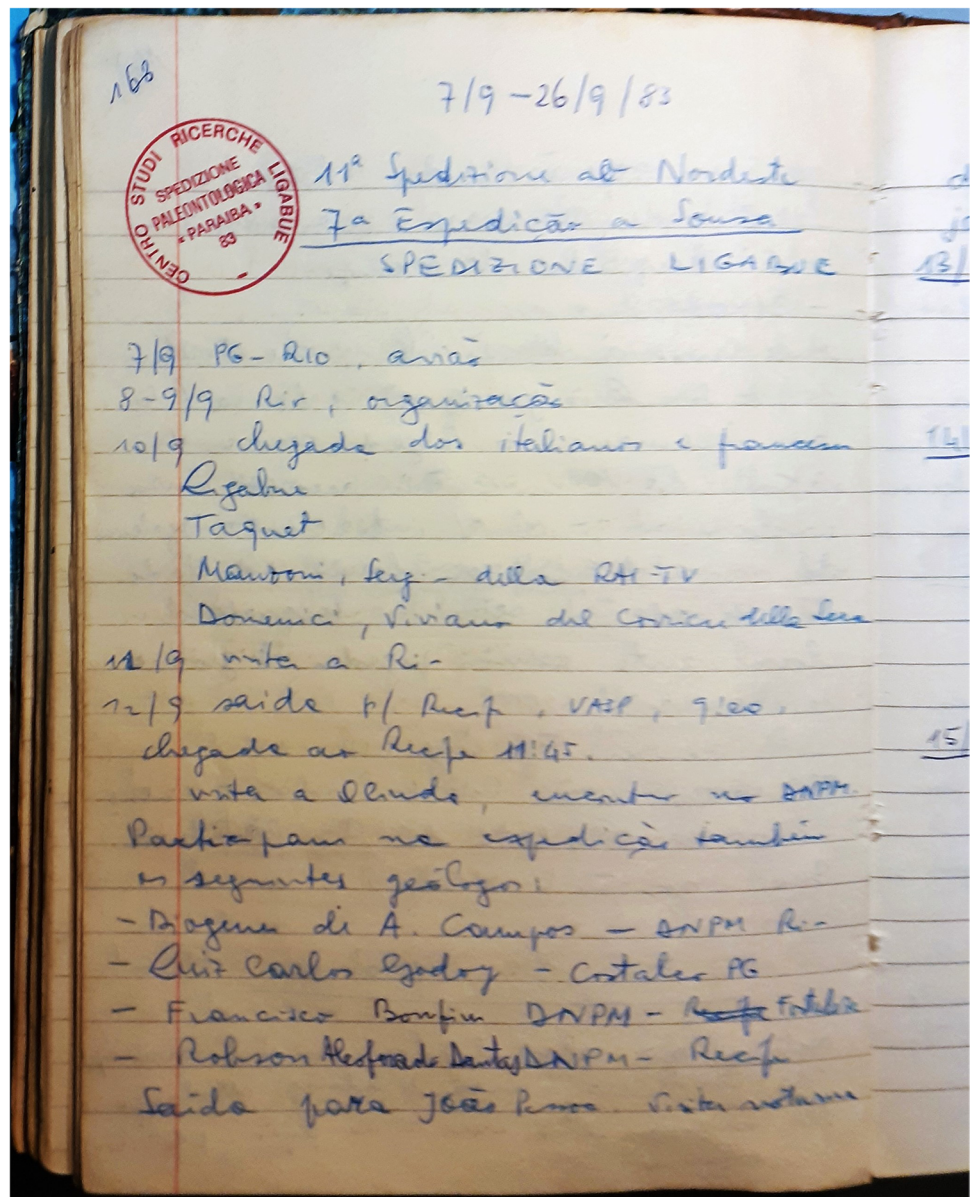 168
7/9 - 26/9/83
CENTRO STUDI RICERCHE LIGABUE
SPEDIZIONE
PALEONTOLOGICA
« PARAIBA »
83
11ª Spedizione al Nordeste
7ª Expedição a Sousa
SPEDIZIONE LIGABUE
7/9 PG - RIO, avião
8-9/9 Rio, organização
10/9 chegada dos italianos e franceses
Ligabue
Taquet
Manzoni, Serg. della RAI-TV
Domenici, Viviano del Corriere della Sera
11/9 visita a Rio
12/9 saida p/ Recife, VASP, 9:00.
chegada ao Recife 11:45.
visita a Olinda, encontro no DNPM.
Participam na expedição também
os seguintes geólogos:
- Diogenes de A. Campos - DNPM Rio
- Luiz Carlos Godoy - Costalco PG
- Francisco Bonfim DNPM - Recife Fortaleza
- Robson Alcoforado Dantas DNPM - Recife
Saida para João Pessoa. Visita noturna
13/
14/
15/